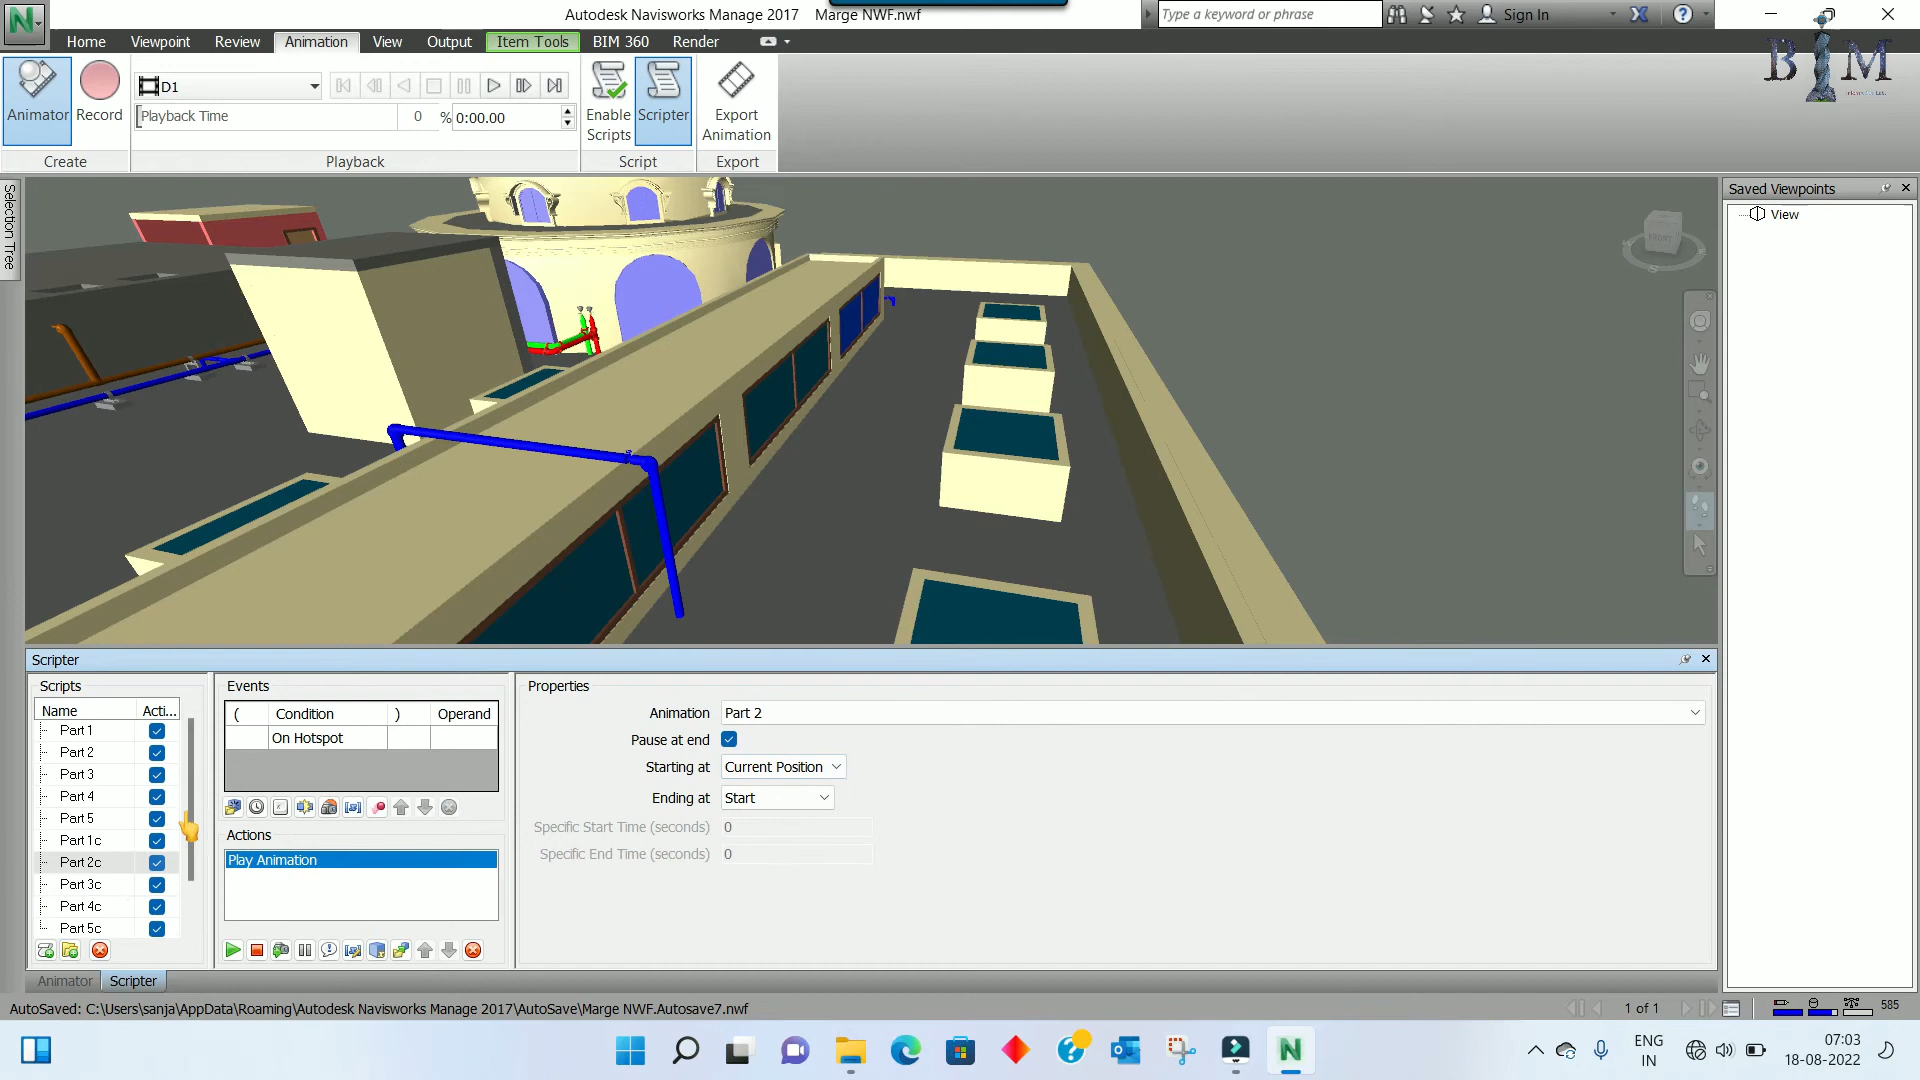 Autodesk Navisworks Manage 2017 Marge NWF.nwf
Type a keyword or phrase
Sign In
Home Viewpoint Review Animation View Output Item Tools BIM 360 Render
BIM
D1
Animator
Record
Playback Time 0 % 0:00.00
Enable Scripts
Scripter
Export Animation
Create Playback Script Export
Selection Tree
Saved Viewpoints
View
FRONT
Scripter
Scripts
Name Acti...
Part 1
Part 2
Part 3
Part 4
Part 5
Part 1c
Part 2c
Part 3c
Part 4c
Part 5c
Events
( Condition ) Operand
On Hotspot
Actions
Play Animation
Properties
Animation Part 2
Pause at end
Starting at Current Position
Ending at Start
Specific Start Time (seconds) 0
Specific End Time (seconds) 0
Animator Scripter
AutoSaved: C:\Users\sanja\AppData\Roaming\Autodesk Navisworks Manage 2017\AutoSave\Marge NWF.Autosave7.nwf
1 of 1
585
ENG
IN
07:03
18-08-2022